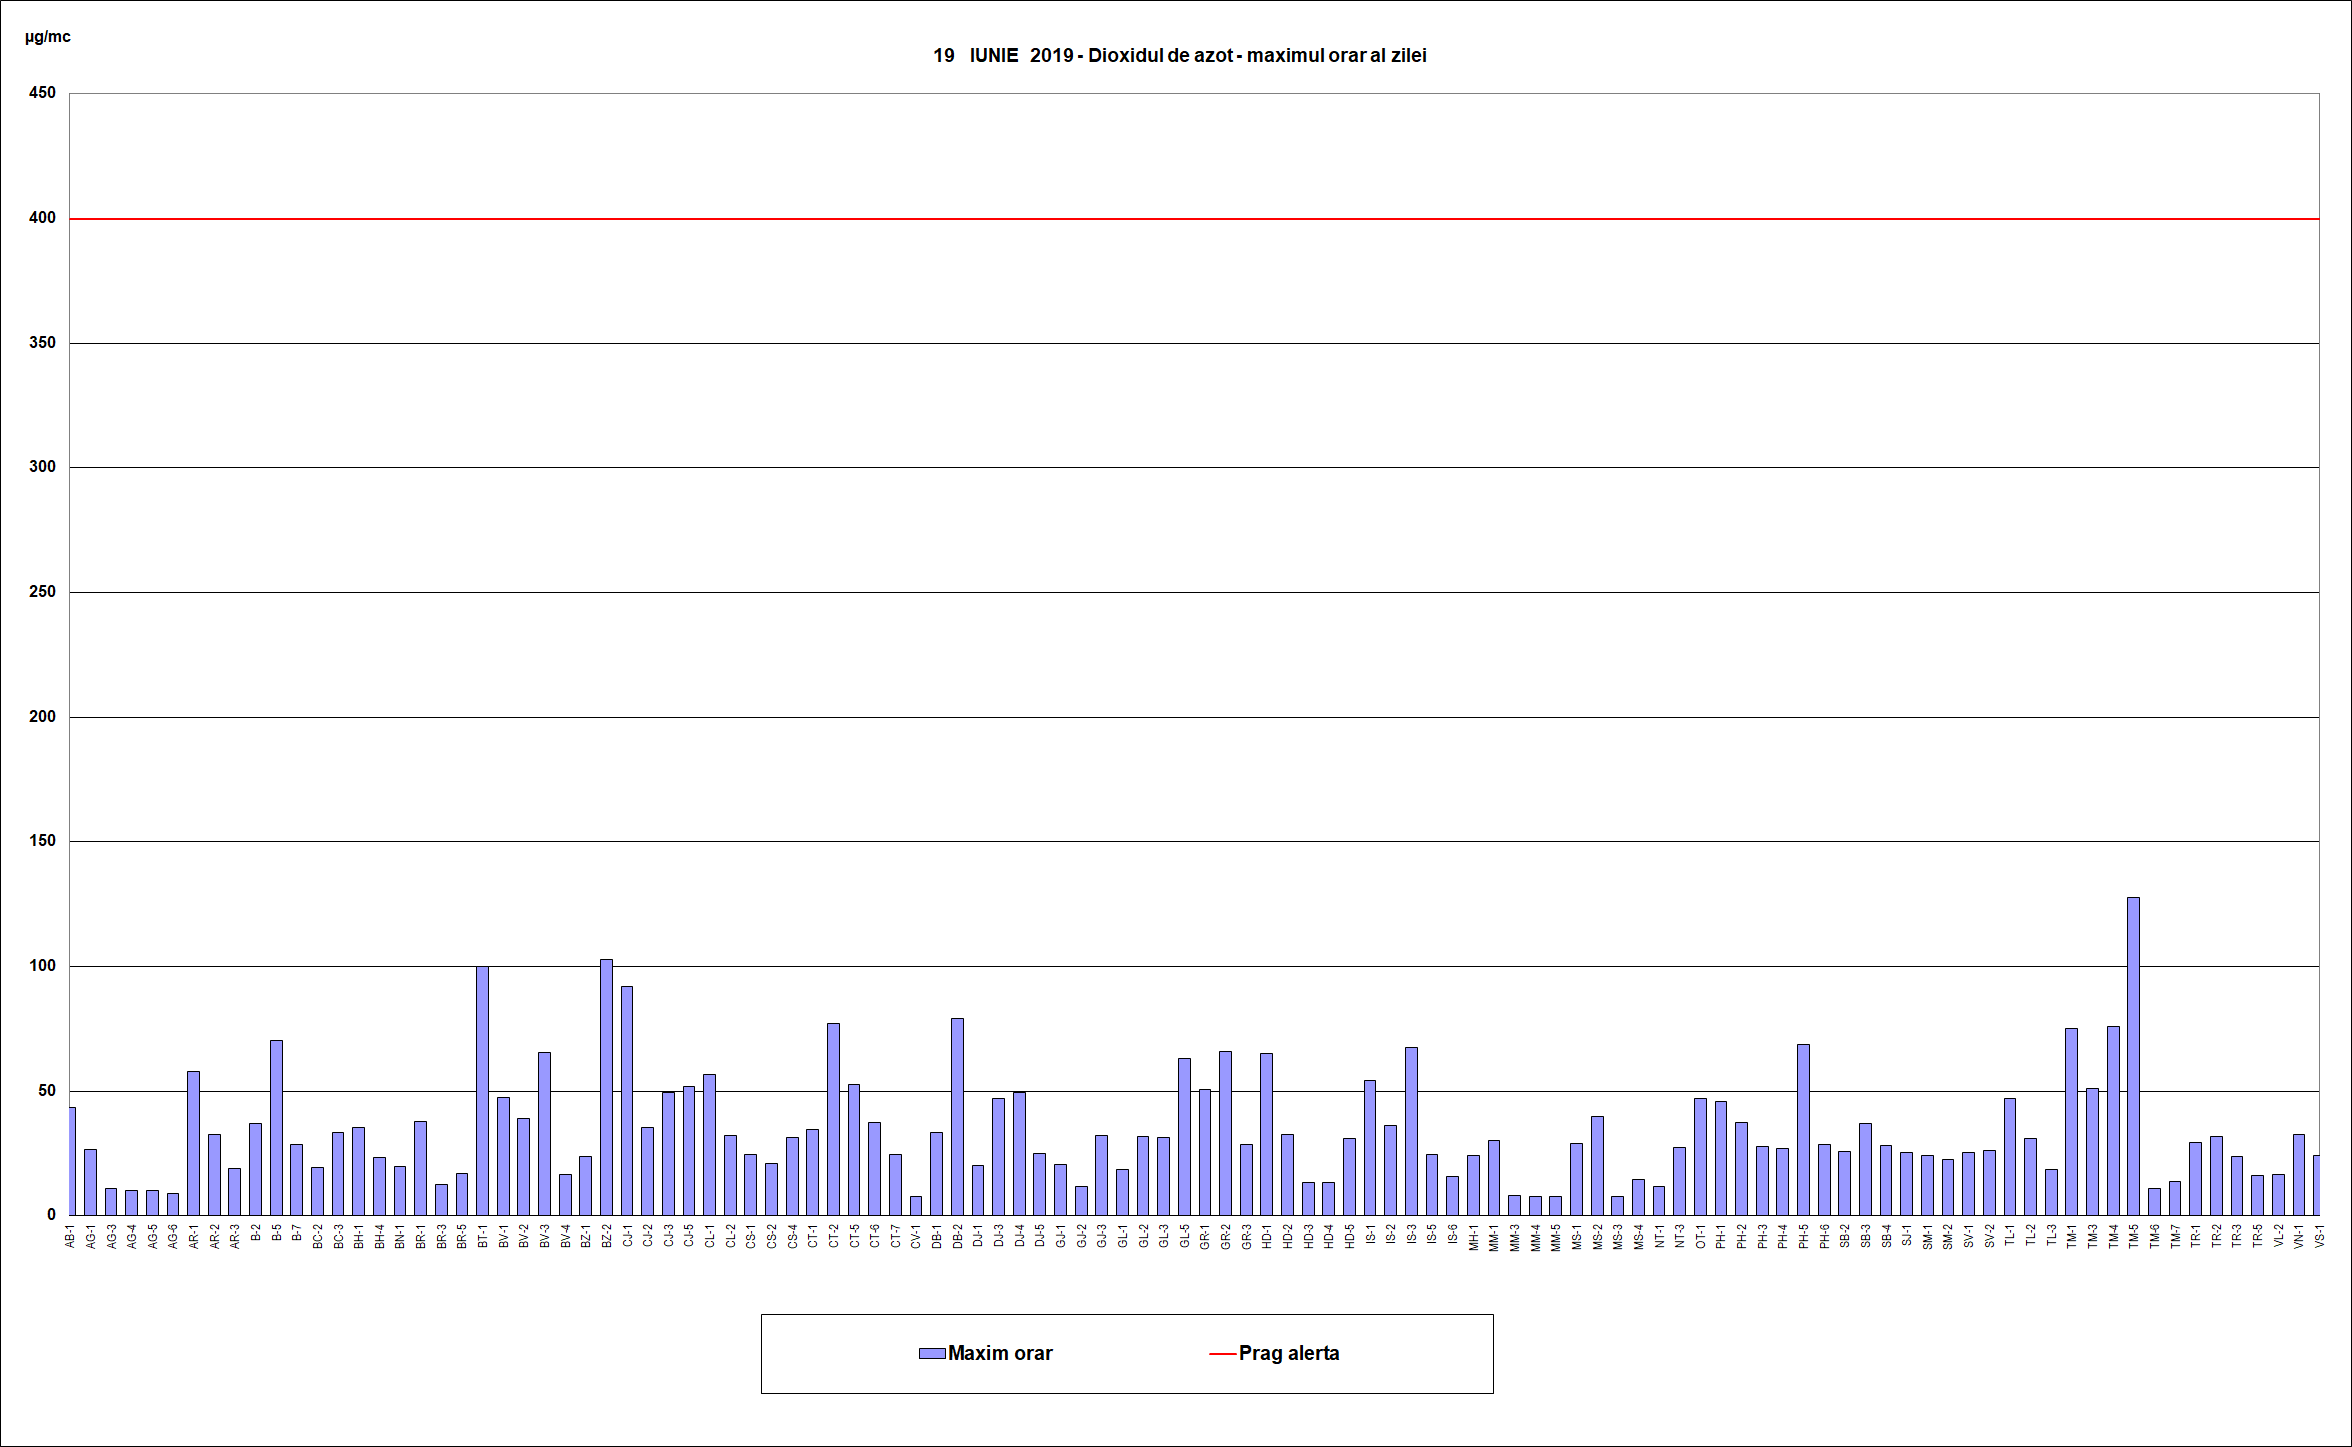 µg/mc
19 IUNIE 2019 - Dioxidul de azot - maximul orar al zilei
450
400
350
300
250
200
150
100
50
0
AB-1 AG-1 AG-3 AG-4 AG-5 AG-6 AR-1 AR-2 AR-3 B-2 B-5 B-7 BC-2 BC-3 BH-1 BH-4 BN-1 BR-1 BR-3 BR-5 BT-1 BV-1 BV-2 BV-3 BV-4 BZ-1 BZ-2 CJ-1 CJ-2 CJ-3 CJ-5 CL-1 CL-2 CS-1 CS-2 CS-4 CT-1 CT-2 CT-5 CT-6 CT-7 CV-1 DB-1 DB-2 DJ-1 DJ-3 DJ-4 DJ-5 GJ-1 GJ-2 GJ-3 GL-1 GL-2 GL-3 GL-5 GR-1 GR-2 GR-3 HD-1 HD-2 HD-3 HD-4 HD-5 IS-1 IS-2 IS-3 IS-5 IS-6 MH-1 MM-1 MM-3 MM-4 MM-5 MS-1 MS-2 MS-3 MS-4 NT-1 NT-3 OT-1 PH-1 PH-2 PH-3 PH-4 PH-5 PH-6 SB-2 SB-3 SB-4 SJ-1 SM-1 SM-2 SV-1 SV-2 TL-1 TL-2 TL-3 TM-1 TM-3 TM-4 TM-5 TM-6 TM-7 TR-1 TR-2 TR-3 TR-5 VL-2 VN-1 VS-1
Maxim orar Prag alerta